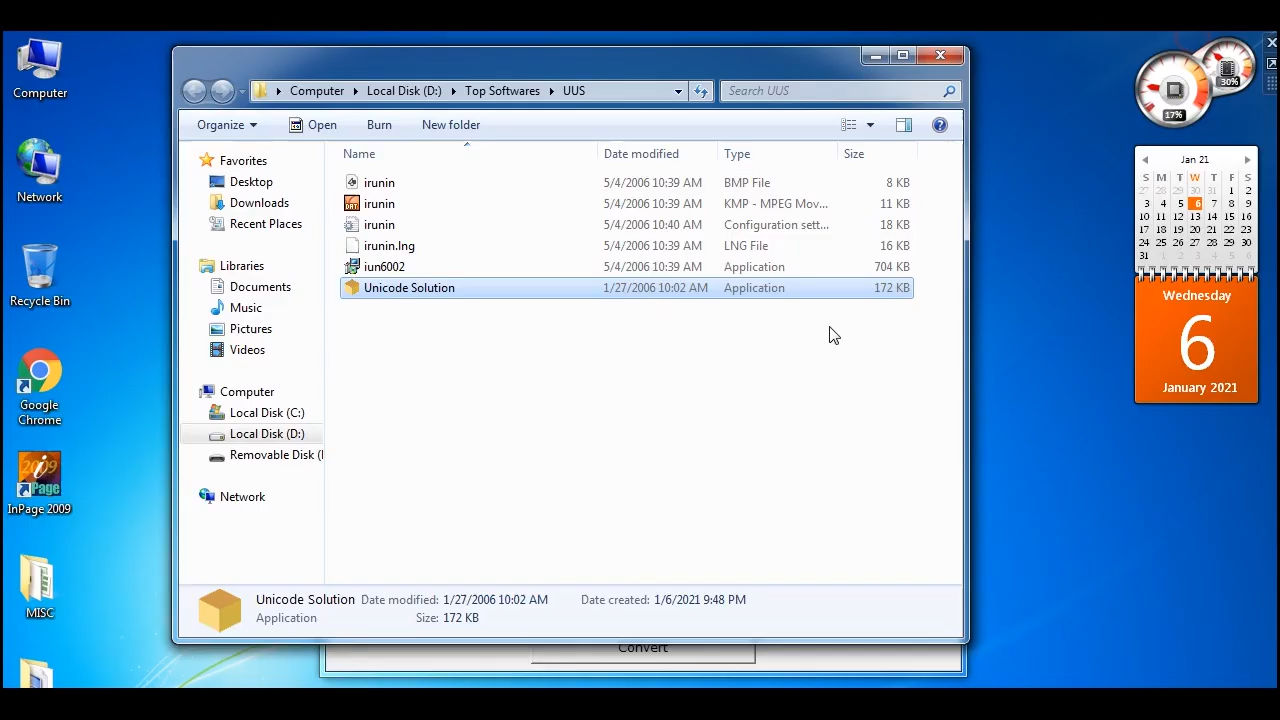 Computer
Network
Recycle Bin
Google
Chrome
2009
Page
InPage 2009
MISC
Computer
Local Disk (D:)
Top Softwares
UUS
Search UUS
Organize
Open
Burn
New folder
Name
Date modified
Type
Size
Favorites
Desktop
Downloads
Recent Places
Libraries
Documents
Music
Pictures
Videos
Computer
Local Disk (C:)
Local Disk (D:)
Removable Disk (
Network
irunin 5/4/2006 10:39 AM BMP File 8 KB
irunin 5/4/2006 10:39 AM KMP - MPEG Mov... 11 KB
irunin 5/4/2006 10:40 AM Configuration sett... 18 KB
irunin.lng 5/4/2006 10:39 AM LNG File 16 KB
iun6002 5/4/2006 10:39 AM Application 704 KB
Unicode Solution 1/27/2006 10:02 AM Application 172 KB
Unicode Solution Date modified: 1/27/2006 10:02 AM Date created: 1/6/2021 9:48 PM
Application Size: 172 KB
Convert
30%
17%
Jan 21
S M T W T F S
27 28 29 30 31 1 2
3 4 5 6 7 8 9
10 11 12 13 14 15 16
17 18 19 20 21 22 23
24 25 26 27 28 29 30
31 1 2 3 4 5 6
Wednesday
6
January 2021